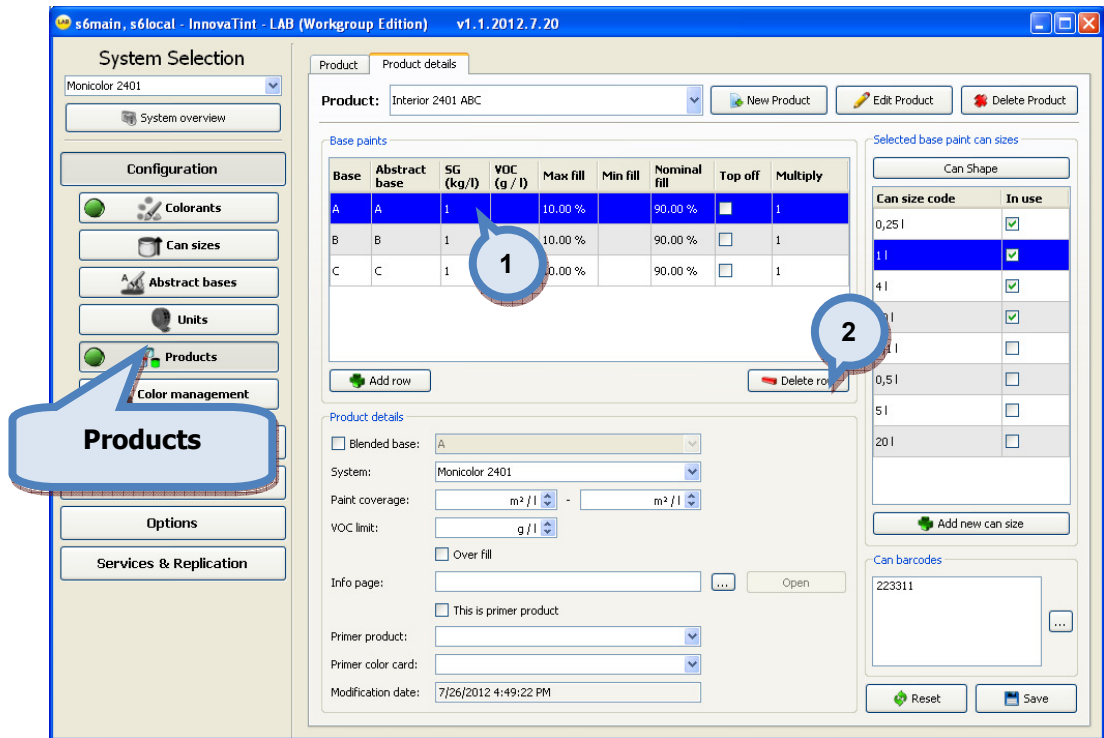 LAB s6main, s6local - InnovaTint - LAB (Workgroup Edition) v1.1.2012.7.20
System Selection
Monicolor 2401
System overview
Configuration
Colorants
Can sizes
Abstract bases
Units
Products
Color management
Products
Options
Services & Replication
Product Product details
Product: Interior 2401 ABC New Product Edit Product Delete Product
Base paints
Base Abstract base SG (kg/l) VOC (g / l) Max fill Min fill Nominal fill Top off Multiply
A A 1 10.00 % 90.00 % 1
B B 1 10.00 % 90.00 % 1
C C 1 90.00 % 1
1
2
Add row Delete row
Product details
Blended base: A
System: Monicolor 2401
Paint coverage: m² / l - m² / l
VOC limit: g / l
Over fill
Info page: ... Open
This is primer product
Primer product:
Primer color card:
Modification date: 7/26/2012 4:49:22 PM
Selected base paint can sizes
Can Shape
Can size code In use
0,25 l
1 l
4 l
0,5 l
5 l
20 l
Add new can size
Can barcodes
223311
...
Reset Save